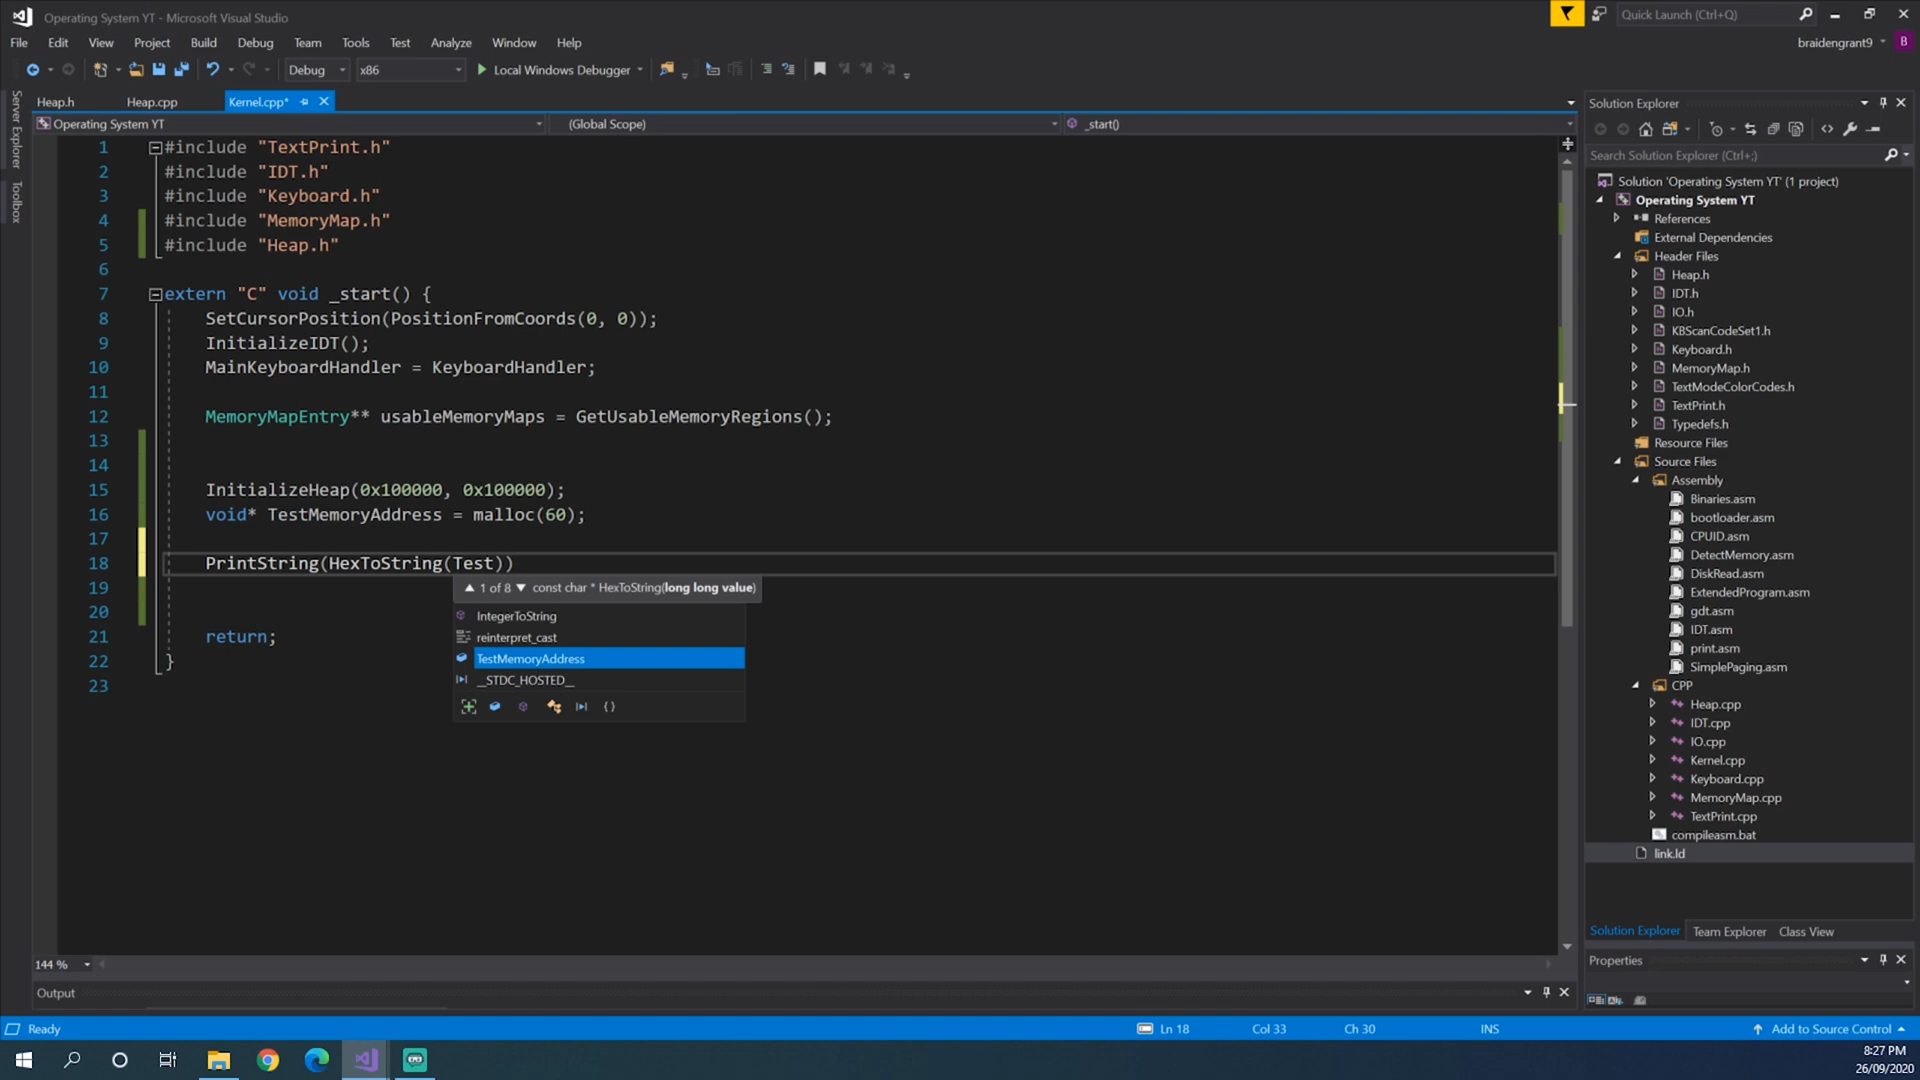 Operating System YT - Microsoft Visual Studio
Quick Launch (Ctrl+Q)
File Edit View Project Build Debug Team Tools Test Analyze Window Help
braidengrant9
B
Debug x86 Local Windows Debugger
Server Explorer
Toolbox
Heap.h Heap.cpp Kernel.cpp*
Operating System YT (Global Scope) _start()
1 #include "TextPrint.h"
2 #include "IDT.h"
3 #include "Keyboard.h"
4 #include "MemoryMap.h"
5 #include "Heap.h"
6
7 extern "C" void _start() {
8 SetCursorPosition(PositionFromCoords(0, 0));
9 InitializeIDT();
10 MainKeyboardHandler = KeyboardHandler;
11
12 MemoryMapEntry** usableMemoryMaps = GetUsableMemoryRegions();
13
14
15 InitializeHeap(0x100000, 0x100000);
16 void* TestMemoryAddress = malloc(60);
17
18 PrintString(HexToString(Test))
19
20
21 return;
22 }
23
1 of 8 const char * HexToString(long long value)
IntegerToString
reinterpret_cast
TestMemoryAddress
__STDC_HOSTED__
144 %
Output
Solution Explorer
Search Solution Explorer (Ctrl+;)
Solution 'Operating System YT' (1 project)
Operating System YT
References
External Dependencies
Header Files
Heap.h
IDT.h
IO.h
KBScanCodeSet1.h
Keyboard.h
MemoryMap.h
TextModeColorCodes.h
TextPrint.h
Typedefs.h
Resource Files
Source Files
Assembly
Binaries.asm
bootloader.asm
CPUID.asm
DetectMemory.asm
DiskRead.asm
ExtendedProgram.asm
gdt.asm
IDT.asm
print.asm
SimplePaging.asm
CPP
Heap.cpp
IDT.cpp
IO.cpp
Kernel.cpp
Keyboard.cpp
MemoryMap.cpp
TextPrint.cpp
compileasm.bat
link.ld
Solution Explorer Team Explorer Class View
Properties
Ready Ln 18 Col 33 Ch 30 INS Add to Source Control
8:27 PM
26/09/2020